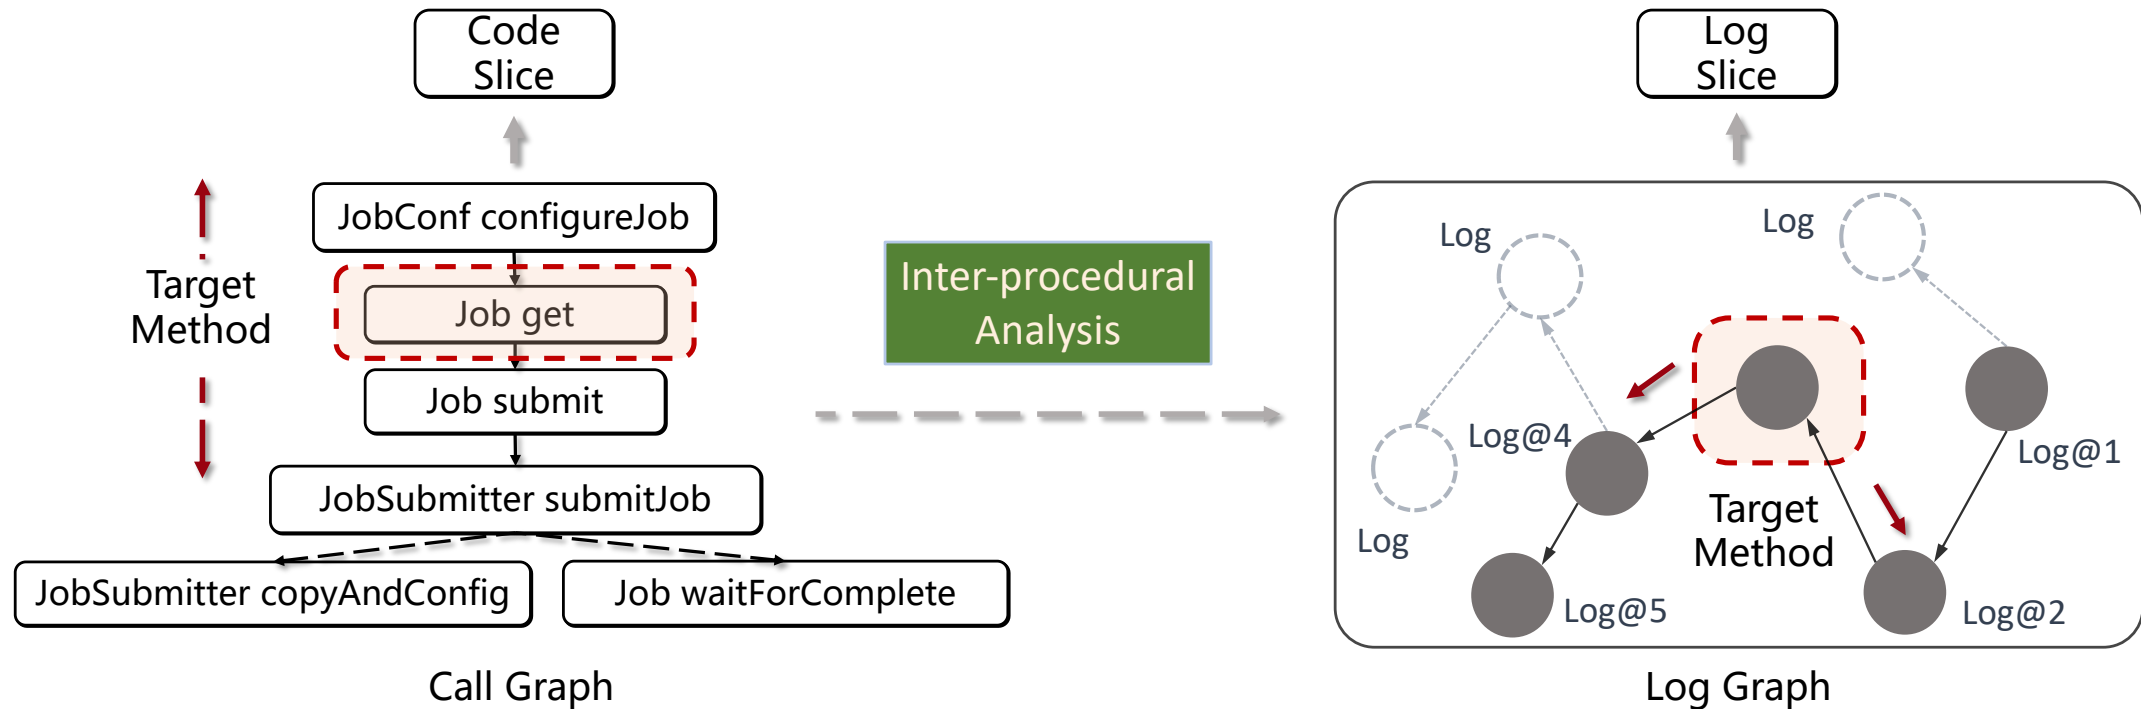 Code
Slice
JobConf configureJob
Target
Method
Job get
Job submit
JobSubmitter submitJob
JobSubmitter copyAndConfig
Job waitForComplete
Call Graph
Inter-procedural
Analysis
Log
Slice
Log
Log
Log@4
Log@1
Log
Target
Method
Log@5
Log@2
Log Graph